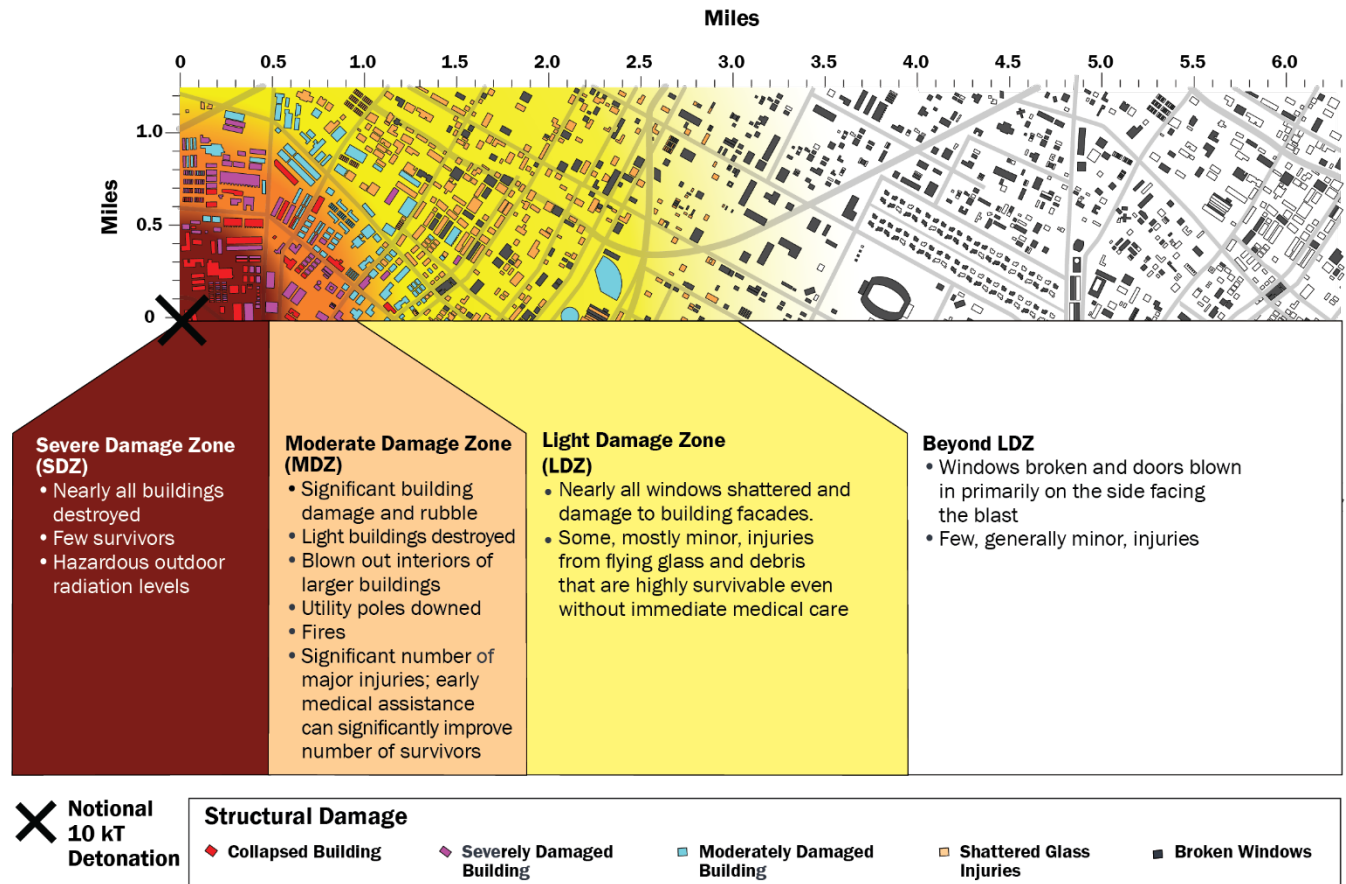 Miles
0 0.5 1.0 1.5 2.0 2.5 3.0 3.5 4.0 4.5 5.0 5.5 6.0
Miles
1.0
0.5
0
Severe Damage Zone
(SDZ)
• Nearly all buildings
destroyed
• Few survivors
• Hazardous outdoor
radiation levels
Moderate Damage Zone
(MDZ)
• Significant building
damage and rubble
• Light buildings destroyed
• Blown out interiors of
larger buildings
• Utility poles downed
• Fires
• Significant number of
major injuries; early
medical assistance
can significantly improve
number of survivors
Light Damage Zone
(LDZ)
• Nearly all windows shattered and
damage to building facades.
• Some, mostly minor, injuries
from flying glass and debris
that are highly survivable even
without immediate medical care
Beyond LDZ
• Windows broken and doors blown
in primarily on the side facing
the blast
• Few, generally minor, injuries
Notional
10 kT
Detonation
Structural Damage
Collapsed Building
Severely Damaged
Building
Moderately Damaged
Building
Shattered Glass
Injuries
Broken Windows